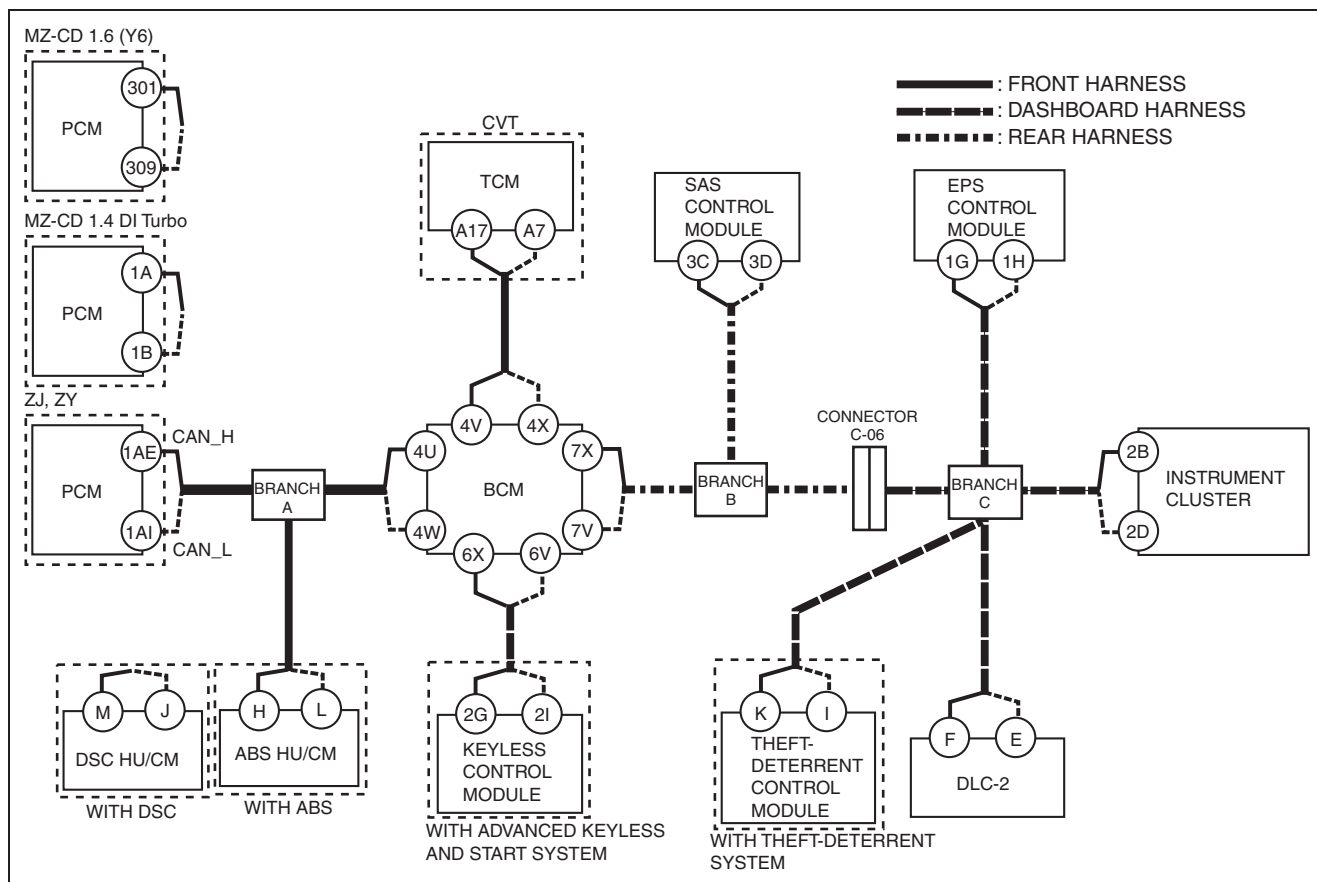 MZ-CD 1.6 (Y6)
PCM
301
309
MZ-CD 1.4 DI Turbo
PCM
1A
1B
ZJ, ZY
PCM
1AE
1AI
CAN_H
CAN_L
BRANCH
A
: FRONT HARNESS
: DASHBOARD HARNESS
: REAR HARNESS
CVT
TCM
A17
A7
SAS
CONTROL
MODULE
3C
3D
EPS
CONTROL
MODULE
1G
1H
4V
4X
4U
4W
BCM
7X
7V
6X
6V
BRANCH
B
CONNECTOR
C-06
BRANCH
C
2B
2D
INSTRUMENT
CLUSTER
M
J
DSC HU/CM
WITH DSC
H
L
ABS HU/CM
WITH ABS
2G
2I
KEYLESS
CONTROL
MODULE
WITH ADVANCED KEYLESS
AND START SYSTEM
K
I
THEFT-
DETERRENT
CONTROL
MODULE
WITH THEFT-DETERRENT
SYSTEM
F
E
DLC-2